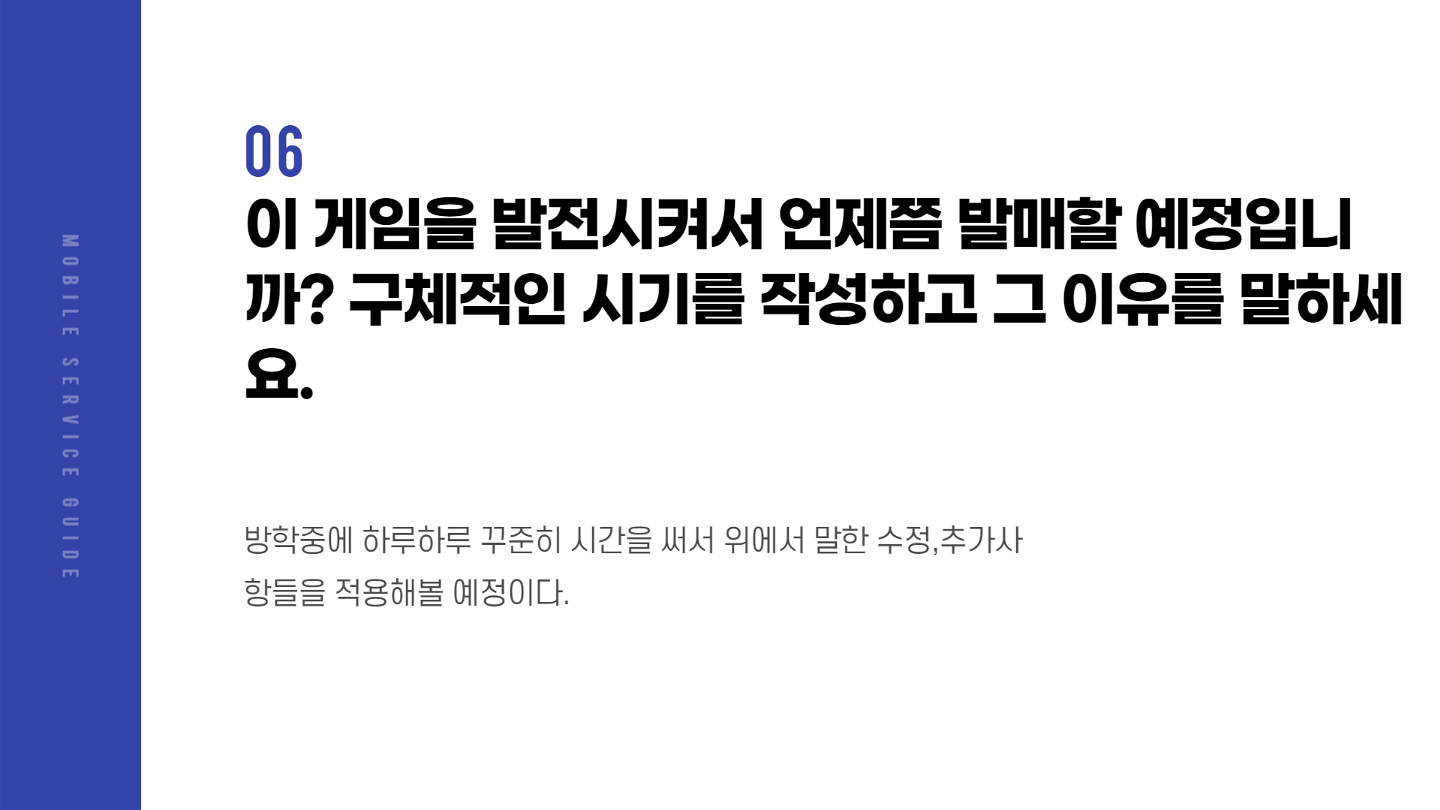 MOBILE SERVICE GUIDE
06
이 게임을 발전시켜서 언제쯤 발매할 예정입니
까? 구체적인 시기를 작성하고 그 이유를 말하세
요.
방학중에 하루하루 꾸준히 시간을 써서 위에서 말한 수정,추가사
항들을 적용해볼 예정이다.